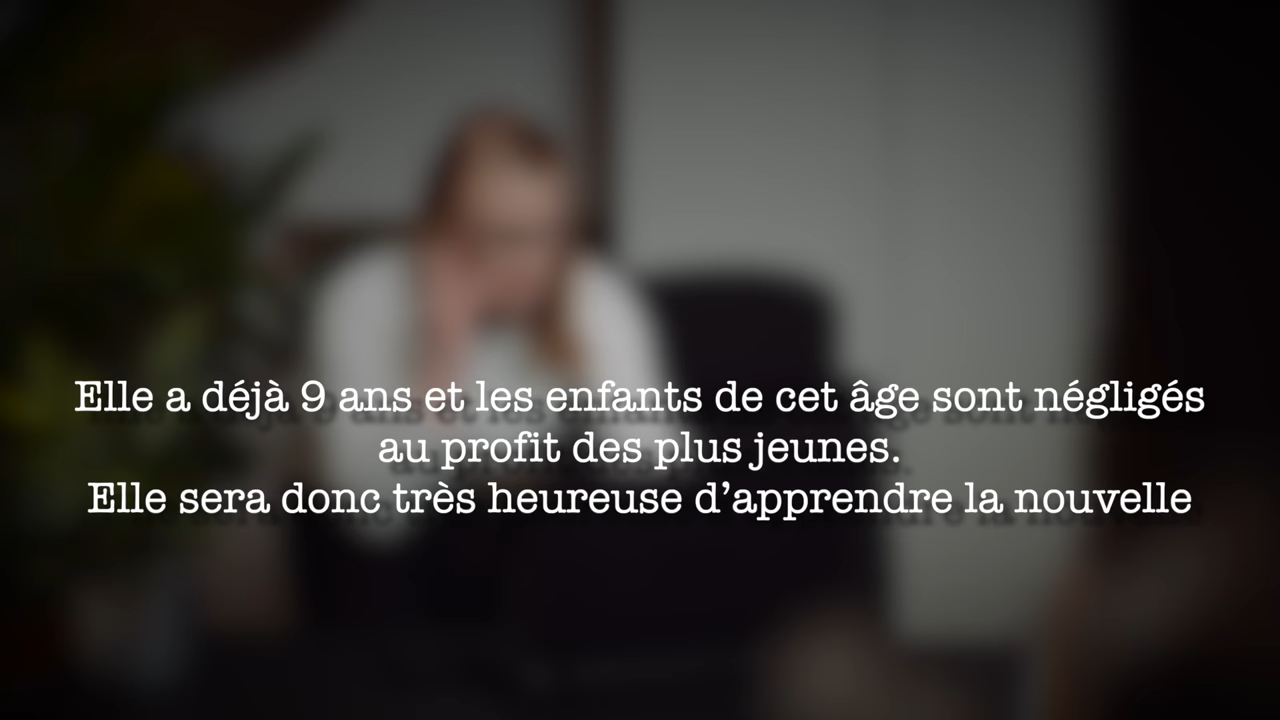 Elle a déjà 9 ans et les enfants de cet âge sont négligés
au profit des plus jeunes.
Elle sera donc très heureuse d’apprendre la nouvelle